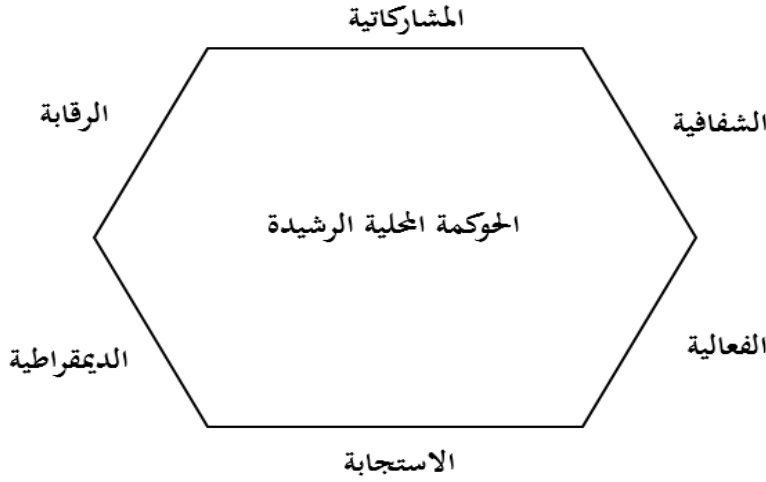 المشاركاتية
الشفافية
الرقابة
الحوكمة المحلية الرشيدة
الفعالية
الديمقراطية
الاستجابة